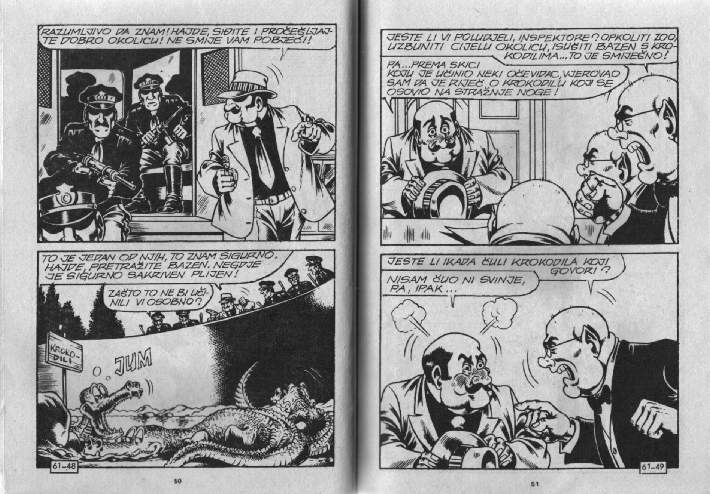 RAZUMLJIVO DA ZNAM! HAJDE, SIĐITE I PROČEŠLJAJ-
TE DOBRO OKOLICU! NE SMIJE VAM POBJEĆI!
TO JE JEDAN OD NJIH, TO ZNAM SIGURNO.
HAJDE, PRETRAŽITE BAZEN. NEGDJE
JE SIGURNO SAKRIVEN PLIJEN!
ZAŠTO TO NE BI UČI-
NILI VI OSOBNO?
KROKO-
DILI
JUM
61-48
50
JESTE LI VI POLUDJELI, INSPEKTORE? OPKOLITI ZOO,
UZBUNITI CIJELU OKOLICU, ISUŠITI BAZEN S KRO-
KODILIMA... TO JE SMIJEŠNO!
PA... PREMA SKICI
KOJU JE UČINIO NEKI OČEVIDAC, VJEROVAO
SAM DA JE RIJEČ O KROKODILU KOJI SE
OSOVIO NA STRAŽNJE NOGE!
JESTE LI IKADA ČULI KROKODILA KOJI
GOVORI?
NISAM ČUO NI SVINJE,
PA, IPAK...
61-49
51